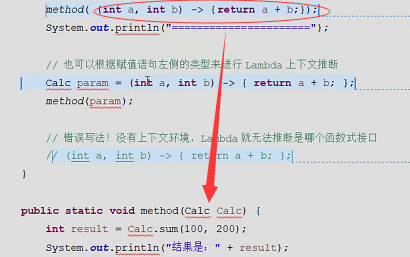 method( (int a, int b) -> {return a + b;});
System.out.println("======================");
// 也可以根据赋值语句左侧的类型来进行 Lambda 上下文推断
Calc param = (int a, int b) -> { return a + b; };
method(param);
// 错误写法！没有上下文环境，Lambda 就无法推断是哪个函数式接口
// (int a, int b) -> { return a + b; };
}
public static void method(Calc Calc) {
int result = Calc.sum(100, 200);
System.out.println("结果是：" + result);